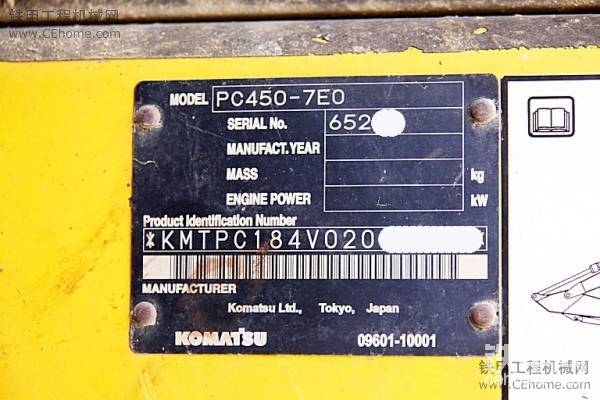 铁甲工程机械网
www.CEhome.com
MODEL PC450-7E0
SERIAL No. 652
MANUFACT.YEAR
MASS kg
ENGINE POWER kW
Product Identification Number
*KMTPC184V020 *
MANUFACTURER
Komatsu Ltd., Tokyo, Japan
KOMATSU 09601-10001
铁甲工程机械网
www.CEhome.com